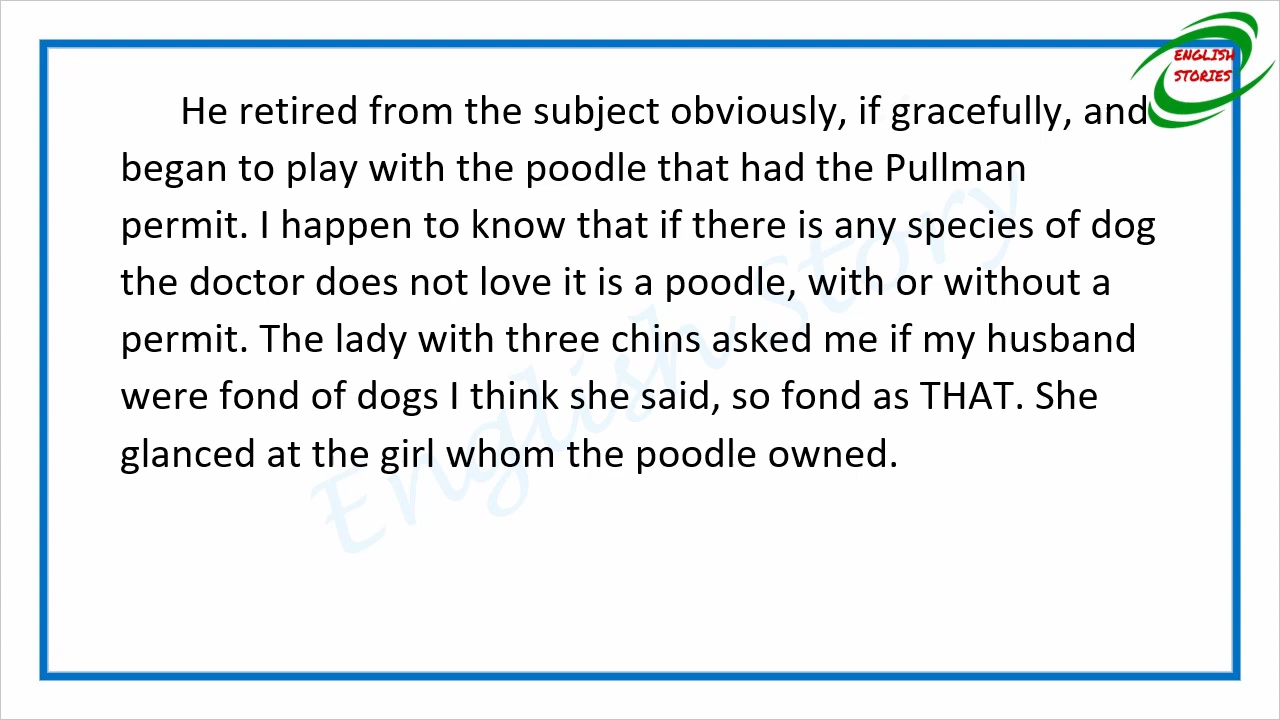 ENGLISH
STORIES
He retired from the subject obviously, if gracefully, and
began to play with the poodle that had the Pullman
permit. I happen to know that if there is any species of dog
the doctor does not love it is a poodle, with or without a
permit. The lady with three chins asked me if my husband
were fond of dogs I think she said, so fond as THAT. She
glanced at the girl whom the poodle owned.
English Story